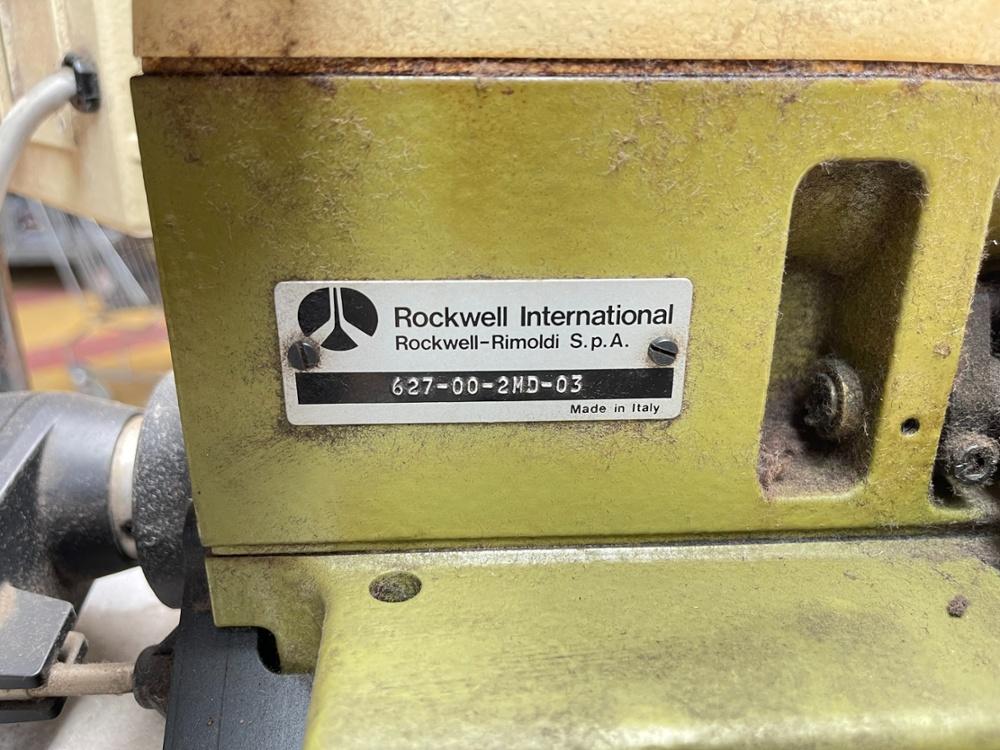 Rockwell International
Rockwell-Rimoldi S.p.A.
627-00-2MD-03
Made in Italy